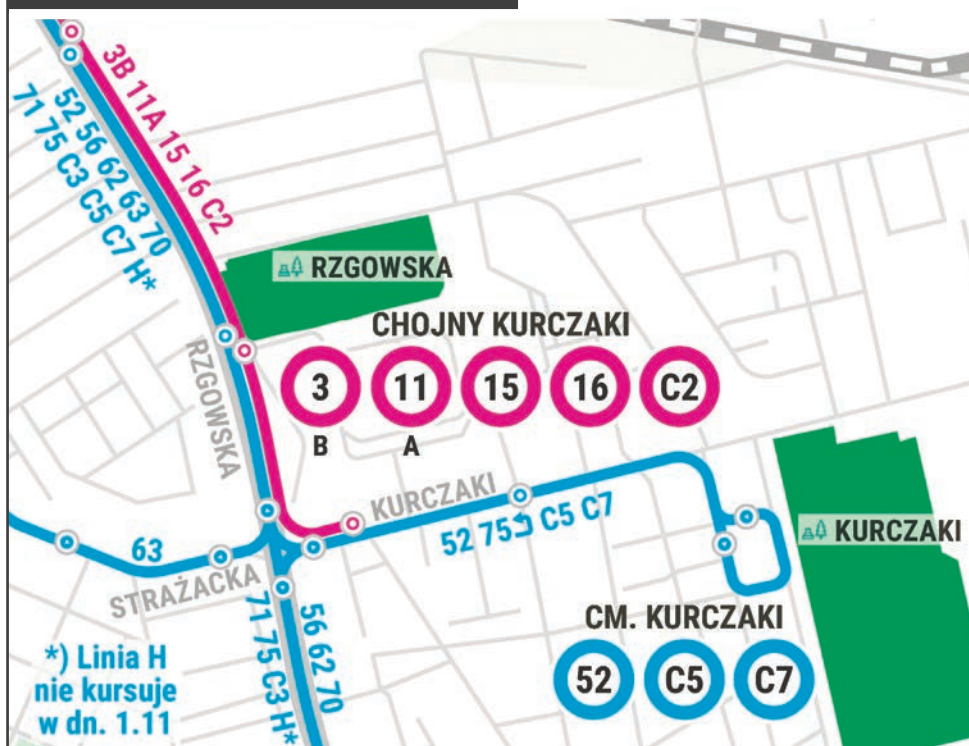 3B 11A 15 16 C2
52 56 62 63 70
71 75 C3 C5 C7 H*
RZGOWSKA
RZGOWSKA
CHOJNY KURCZAKI
3 11 15 16 C2
B A
KURCZAKI
52 75 C5 C7
KURCZAKI
63
STRAŻACKA
56 62 70
71 75 C3 H*
CM. KURCZAKI
52 C5 C7
*) Linia H
nie kursuje
w dn. 1.11